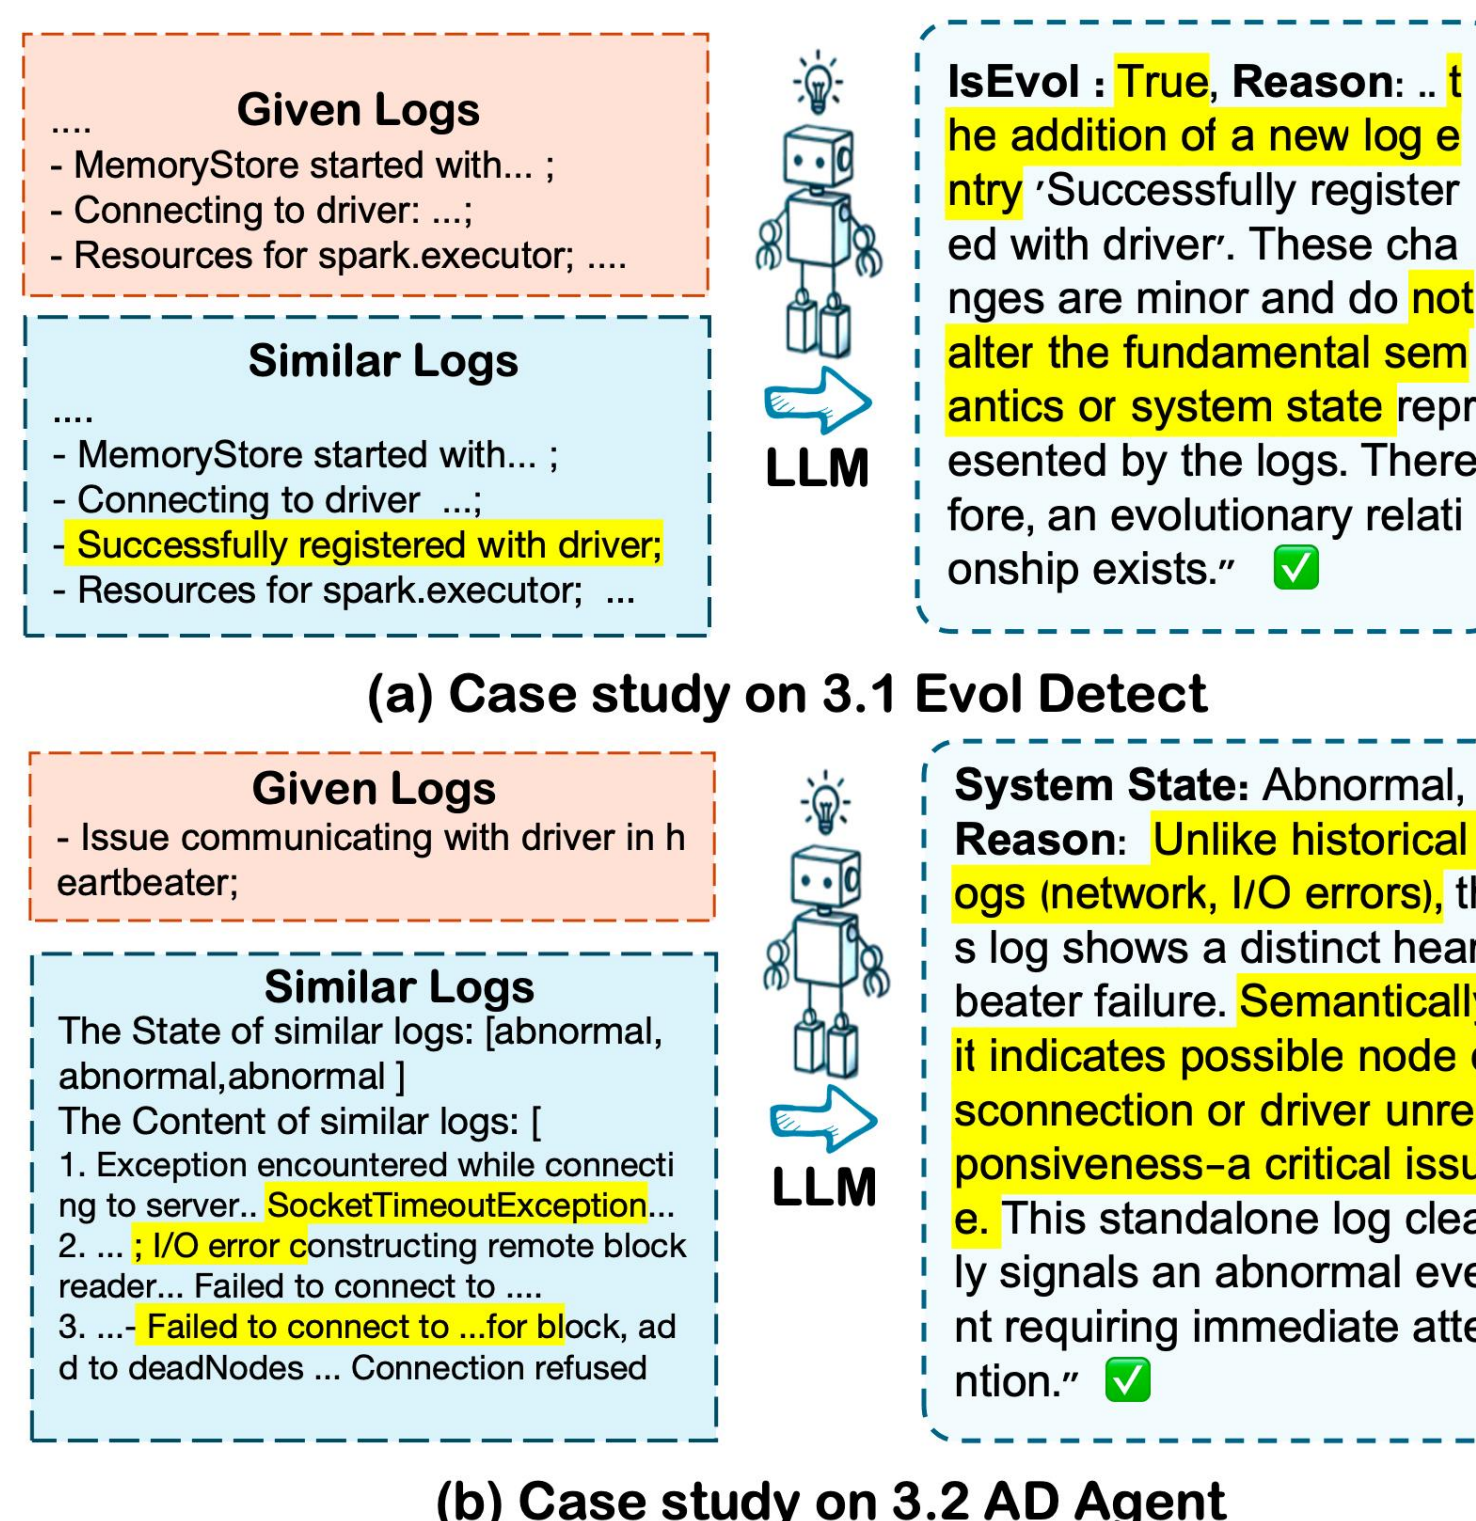 Given Logs
....
- MemoryStore started with... ;
- Connecting to driver: ...;
- Resources for spark.executor; ....
Similar Logs
....
- MemoryStore started with... ;
- Connecting to driver ...;
- Successfully registered with driver;
- Resources for spark.executor; ...
LLM
IsEvol : True, Reason: .. t
he addition of a new log e
ntry ′Successfully register
ed with driver′. These cha
nges are minor and do not
alter the fundamental sem
antics or system state repr
esented by the logs. There
fore, an evolutionary relati
onship exists.″
(a) Case study on 3.1 Evol Detect
Given Logs
- Issue communicating with driver in h
eartbeater;
Similar Logs
The State of similar logs: [abnormal,
abnormal,abnormal ]
The Content of similar logs: [
1. Exception encountered while connecti
ng to server.. SocketTimeoutException...
2. ... ; I/O error constructing remote block
reader... Failed to connect to ....
3. ...- Failed to connect to ...for block, ad
d to deadNodes ... Connection refused
LLM
System State: Abnormal,
Reason: Unlike historical
ogs (network, I/O errors), th
s log shows a distinct hear
beater failure. Semantically
it indicates possible node
sconnection or driver unre
ponsiveness–a critical issu
e. This standalone log clea
ly signals an abnormal eve
nt requiring immediate atte
ntion.″
(b) Case study on 3.2 AD Agent